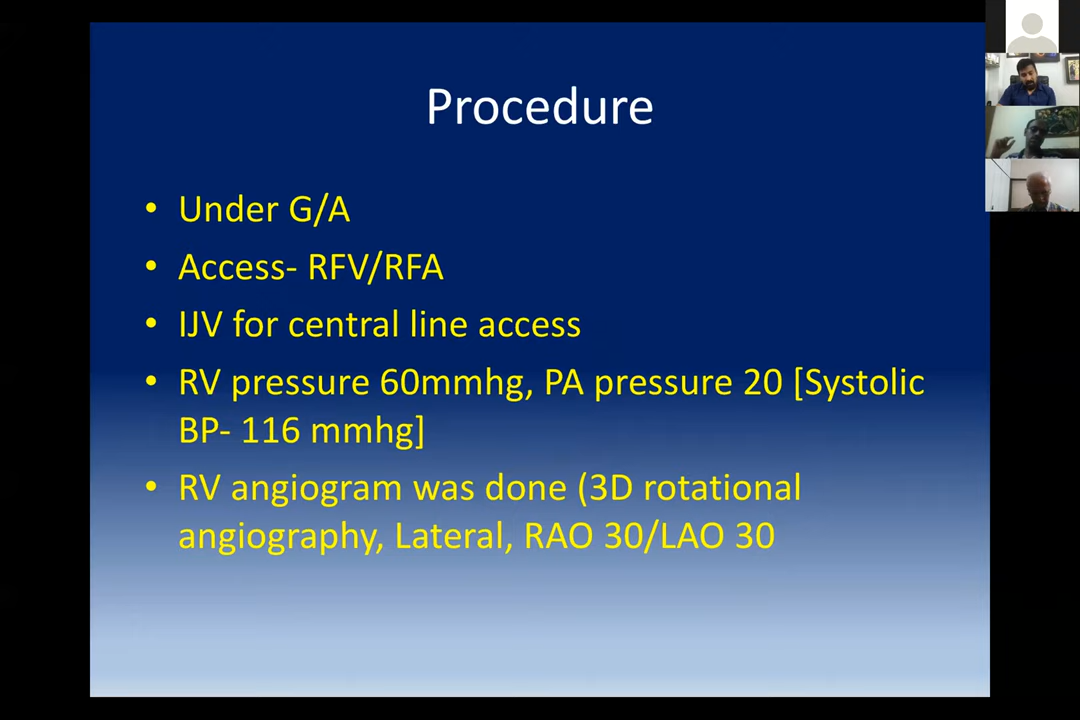 Procedure
• Under G/A
• Access- RFV/RFA
• IJV for central line access
• RV pressure 60mmhg, PA pressure 20 [Systolic
BP- 116 mmhg]
• RV angiogram was done (3D rotational
angiography, Lateral, RAO 30/LAO 30